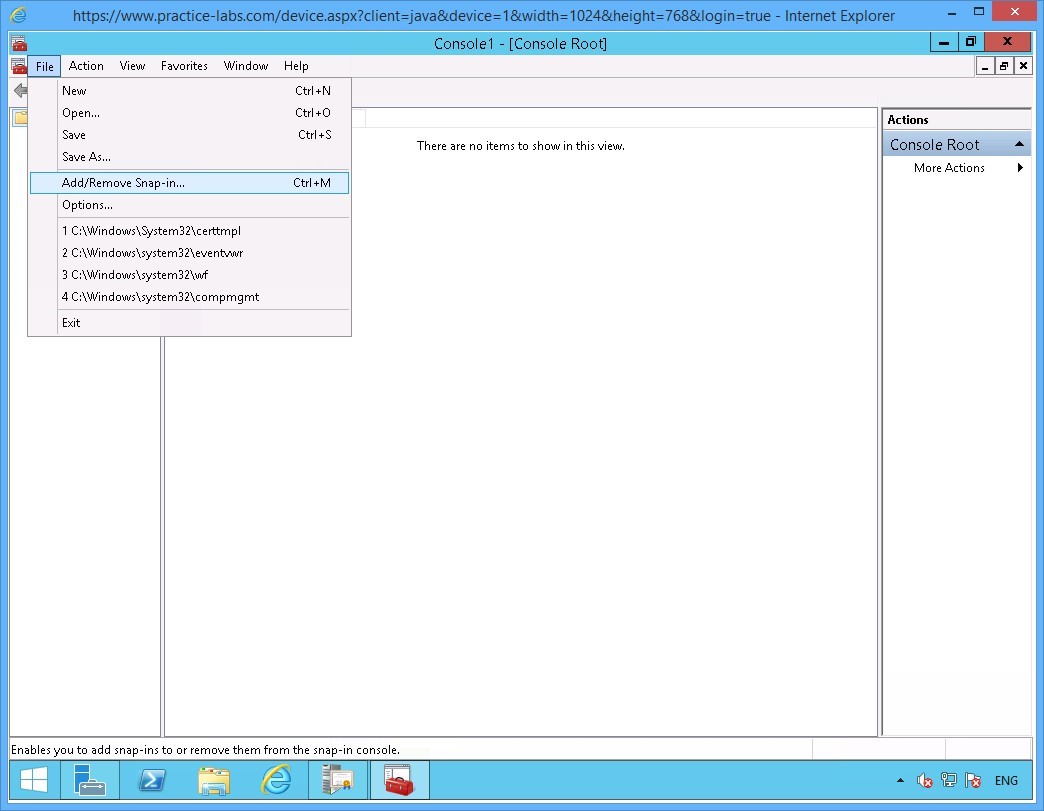 https://www.practice-labs.com/device.aspx?client=java&device=1&width=1024&height=768&login=true - Internet Explorer
Console1 - [Console Root]
File Action View Favorites Window Help
New Ctrl+N
Open... Ctrl+O
Save Ctrl+S
Save As...
Add/Remove Snap-in... Ctrl+M
Options...
1 C:\Windows\System32\certtmpl
2 C:\Windows\system32\eventvwr
3 C:\Windows\system32\wf
4 C:\Windows\system32\compmgmt
Exit
There are no items to show in this view.
Actions
Console Root
More Actions
Enables you to add snap-ins to or remove them from the snap-in console.
ENG